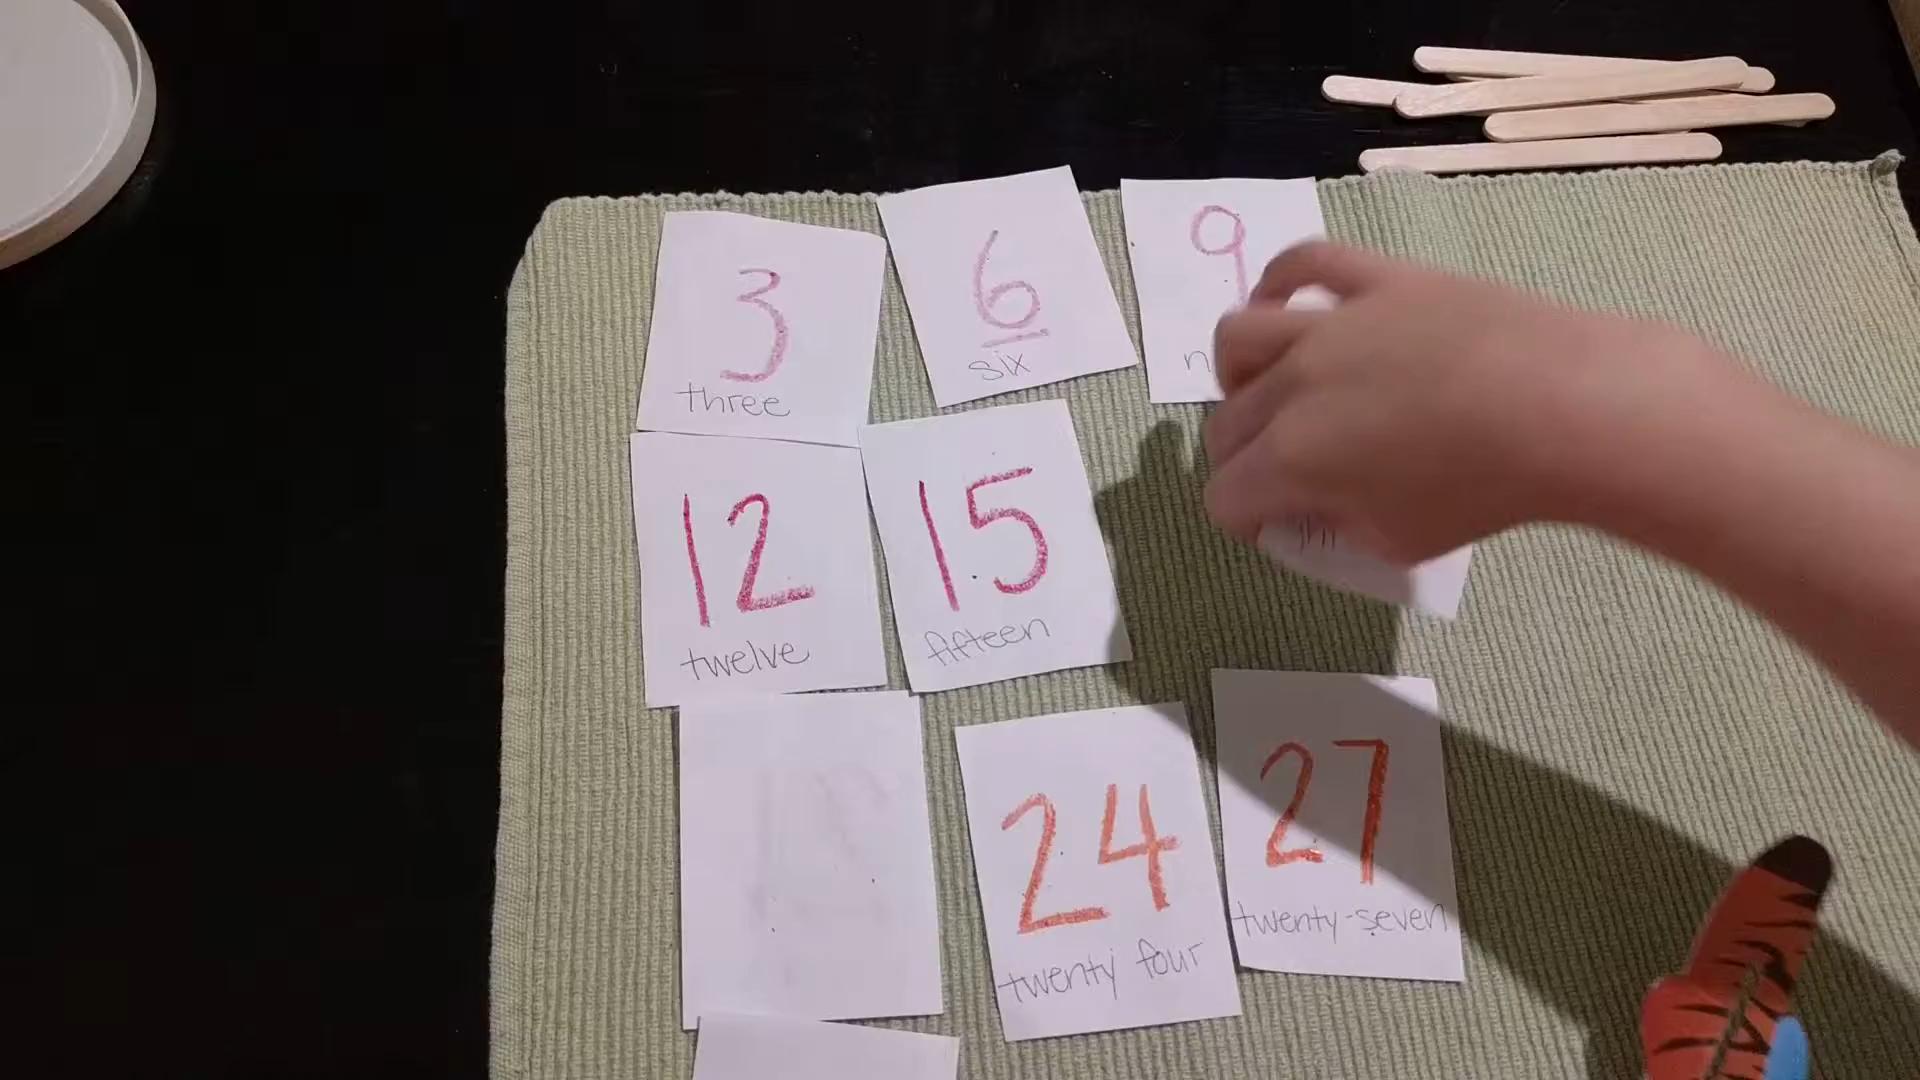 3
three
6
six
9
12
twelve
15
fifteen
24
twenty four
27
twenty-seven